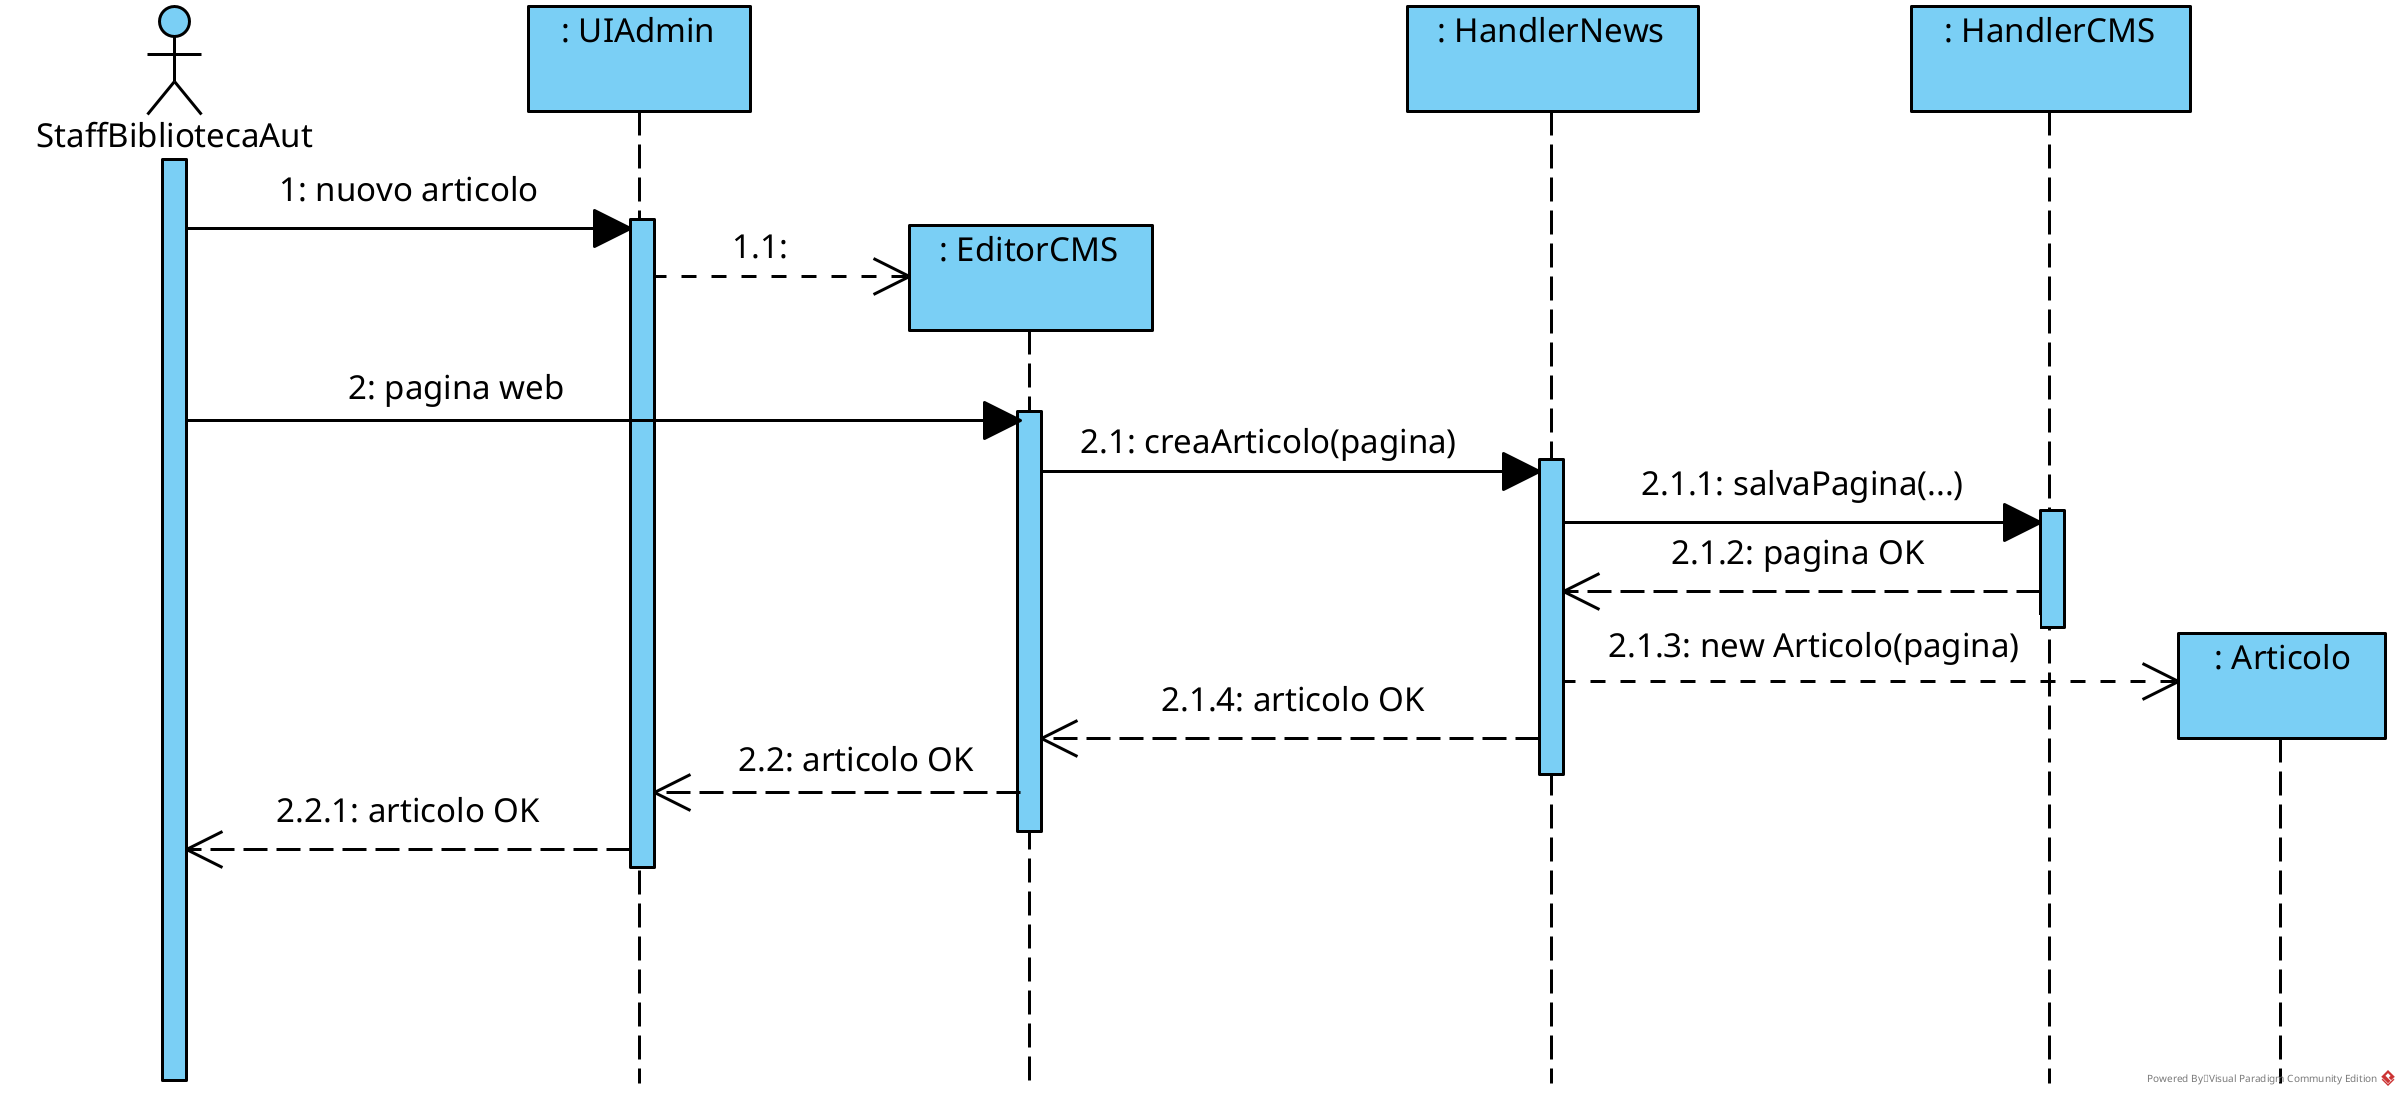 : UIAdmin
: HandlerNews
: HandlerCMS
StaffBibliotecaAut
1: nuovo articolo
1.1:
: EditorCMS
2: pagina web
2.1: creaArticolo(pagina)
2.1.1: salvaPagina(...)
2.1.2: pagina OK
2.1.3: new Articolo(pagina)
: Articolo
2.1.4: articolo OK
2.2: articolo OK
2.2.1: articolo OK
Powered By Visual Paradigm Community Edition